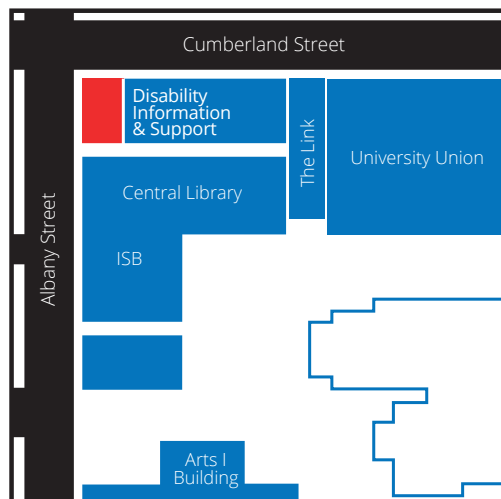 Cumberland Street
Disability
Information
& Support
The Link
University Union
Central Library
Albany Street
ISB
Arts I
Building